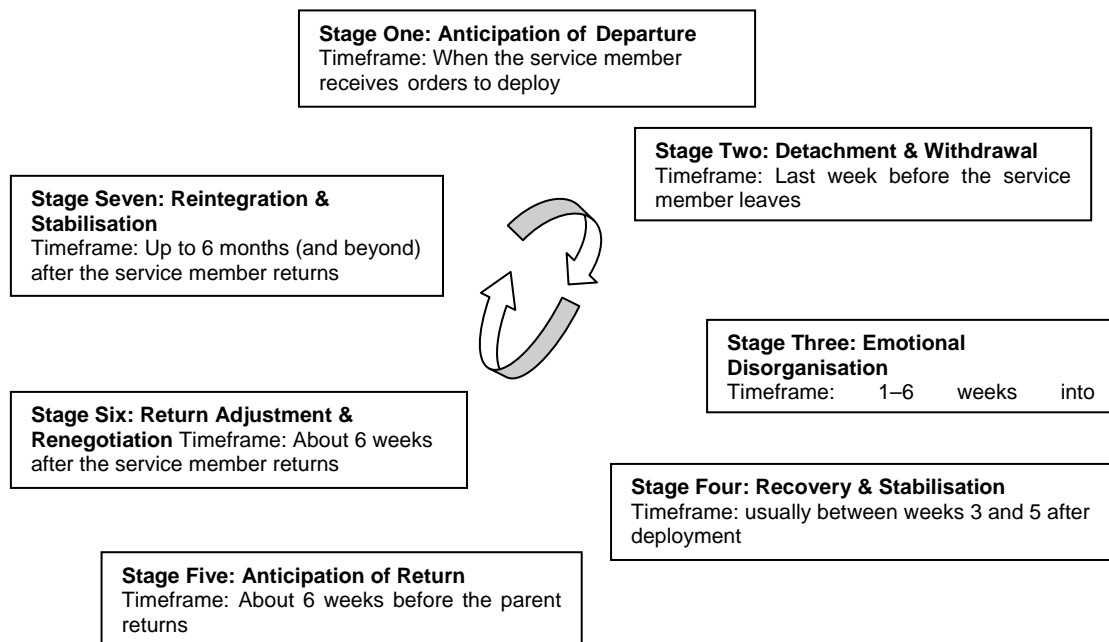 Stage One: Anticipation of Departure
Timeframe: When the service member
receives orders to deploy
Stage Two: Detachment & Withdrawal
Timeframe: Last week before the service
member leaves
Stage Three: Emotional
Disorganisation
Timeframe: 1–6 weeks into
Stage Four: Recovery & Stabilisation
Timeframe: usually between weeks 3 and 5 after
deployment
Stage Five: Anticipation of Return
Timeframe: About 6 weeks before the parent
returns
Stage Six: Return Adjustment &
Renegotiation Timeframe: About 6 weeks
after the service member returns
Stage Seven: Reintegration &
Stabilisation
Timeframe: Up to 6 months (and beyond)
after the service member returns